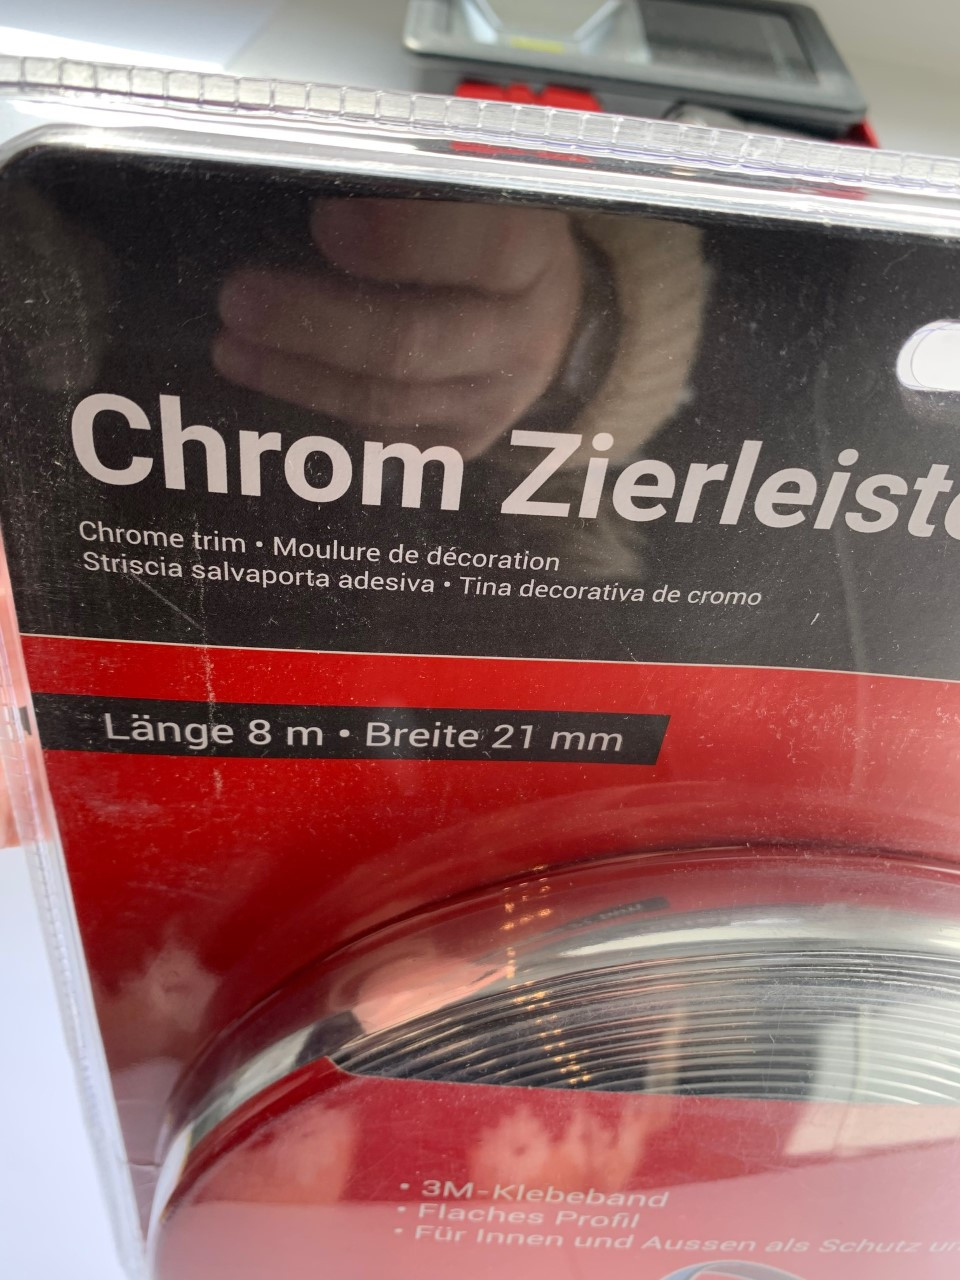 Chrom Zierleiste
Chrome trim • Moulure de décoration
Striscia salvaporta adesiva • Tina decorativa de cromo
Länge 8 m • Breite 21 mm
• 3M-Klebeband
• Flaches Profil
• Für Innen und Aussen als Schutz